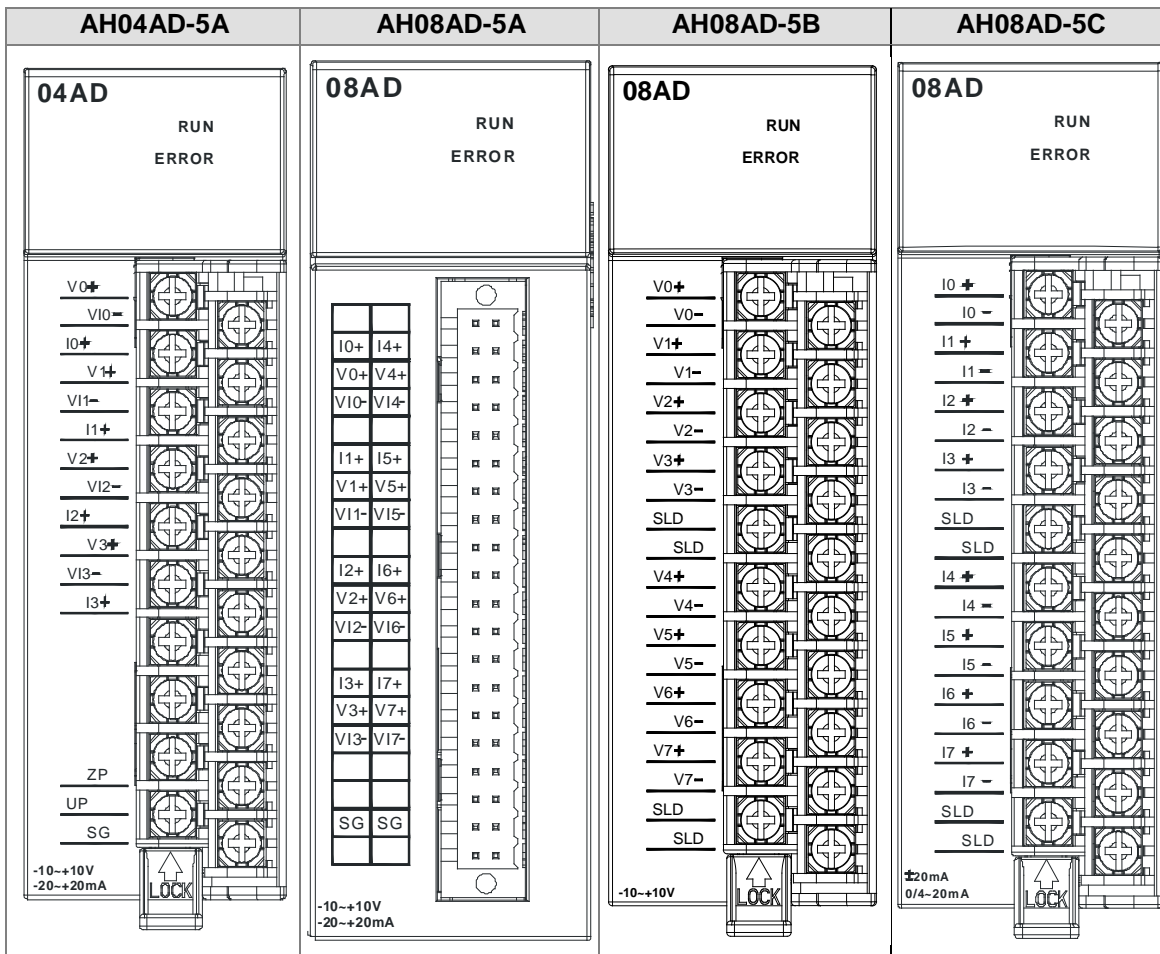 AH04AD-5A
AH08AD-5A
AH08AD-5B
AH08AD-5C
04AD
RUN
ERROR
V0+
VI0-
I0+
V1+
VI1-
I1+
V2+
VI2-
I2+
V3+
VI3-
I3+
ZP
UP
SG
-10~+10V
-20~+20mA
LOCK
08AD
RUN
ERROR
I0+ I4+
V0+ V4+
VI0- VI4-
I1+ I5+
V1+ V5+
VI1- VI5-
I2+ I6+
V2+ V6+
VI2- VI6-
I3+ I7+
V3+ V7+
VI3- VI7-
SG SG
-10~+10V
-20~+20mA
08AD
RUN
ERROR
V0+
V0-
V1+
V1-
V2+
V2-
V3+
V3-
SLD
SLD
V4+
V4-
V5+
V5-
V6+
V6-
V7+
V7-
SLD
SLD
-10~+10V
LOCK
08AD
RUN
ERROR
I0 +
I0 -
I1 +
I1 -
I2 +
I2 -
I3 +
I3 -
SLD
SLD
I4 +
I4 -
I5 +
I5 -
I6 +
I6 -
I7 +
I7 -
SLD
SLD
±20mA
0/4~20mA
LOCK